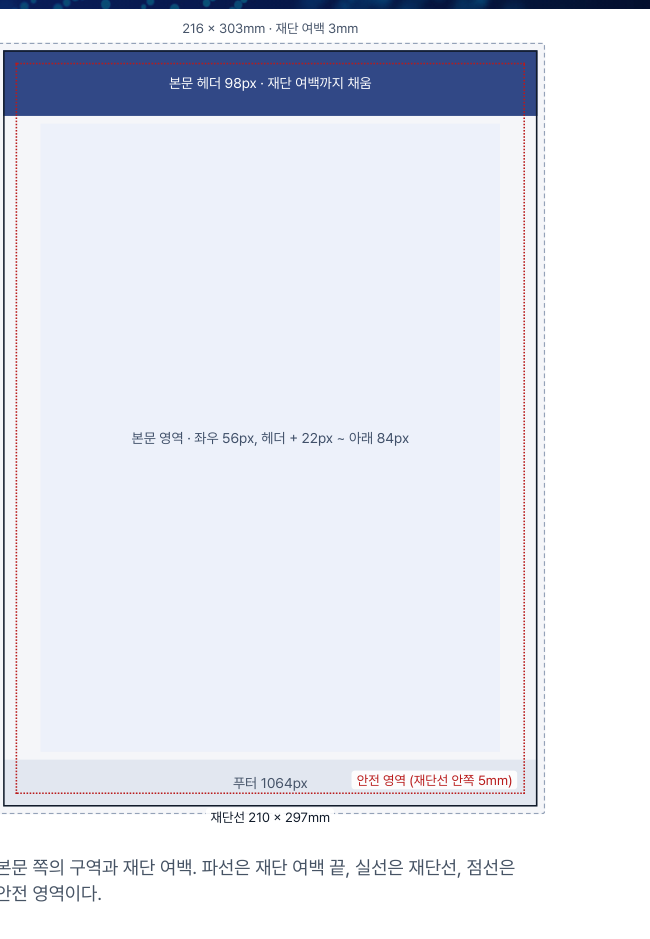 216 × 303mm · 재단 여백 3mm
본문 헤더 98px · 재단 여백까지 채움
본문 영역 · 좌우 56px, 헤더 + 22px ~ 아래 84px
푸터 1064px
안전 영역 (재단선 안쪽 5mm)
재단선 210 × 297mm
본문 쪽의 구역과 재단 여백. 파선은 재단 여백 끝, 실선은 재단선, 점선은
안전 영역이다.